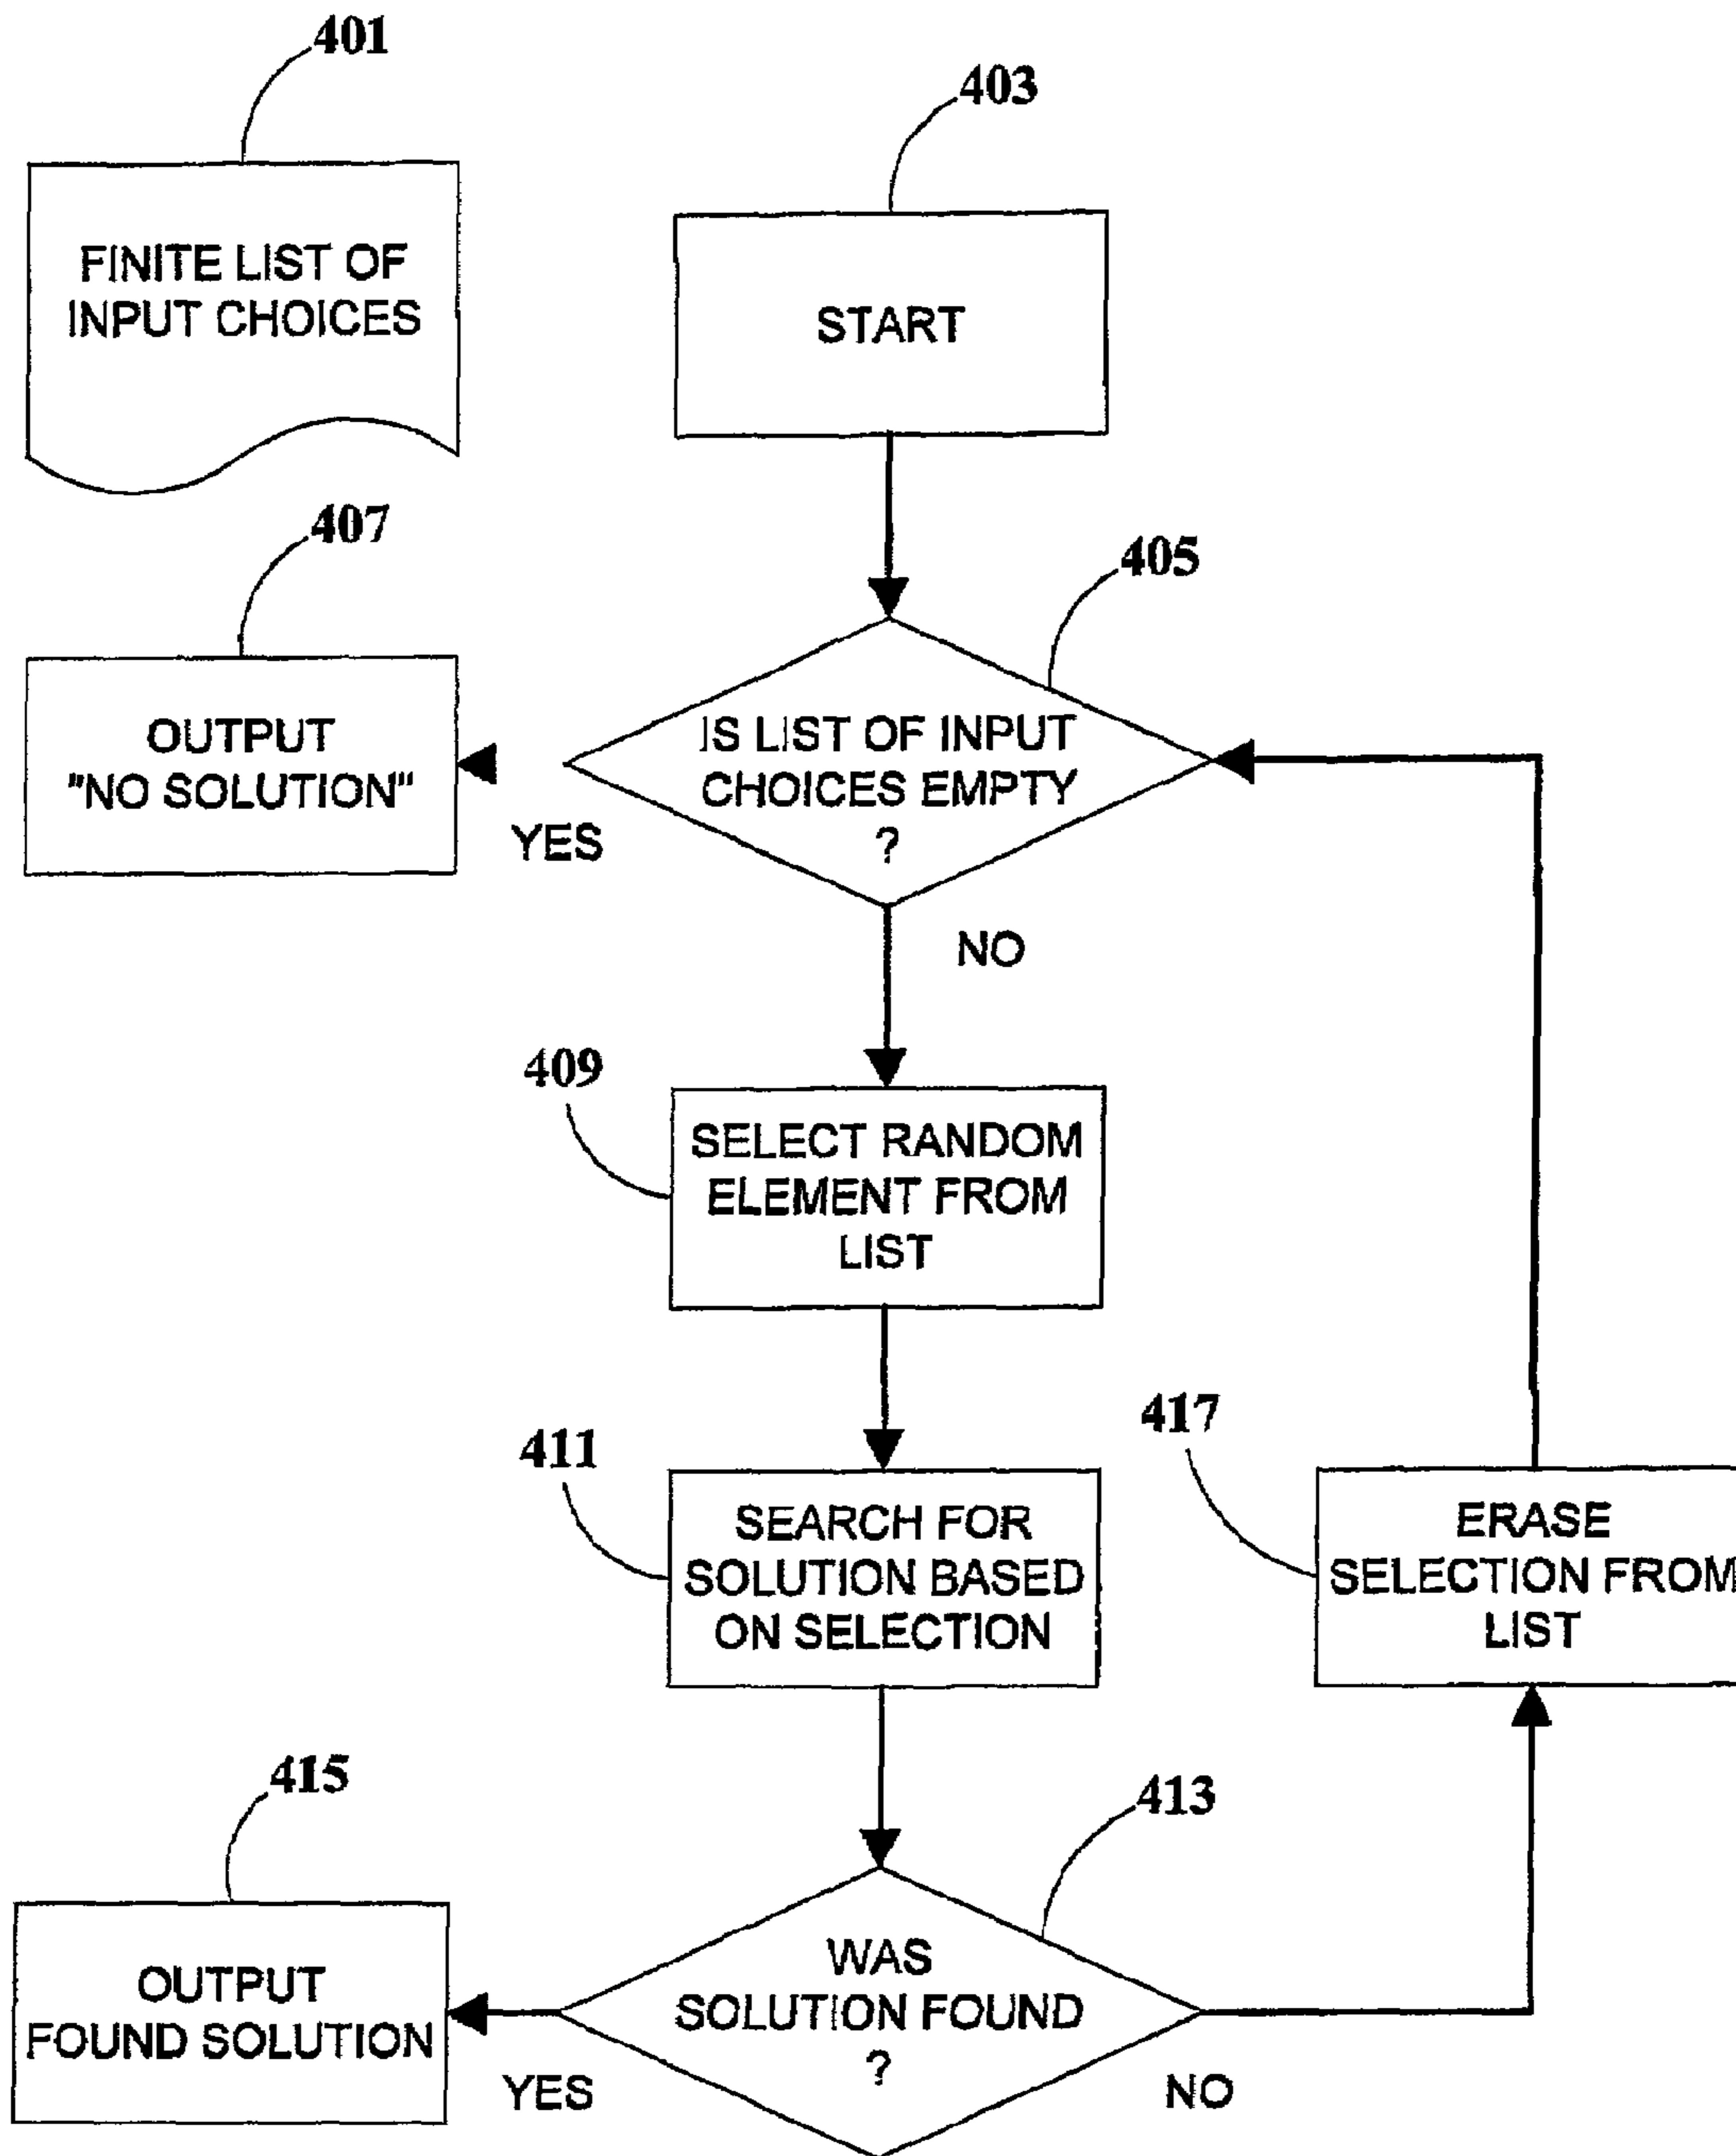 401
FINITE LIST OF
INPUT CHOICES
403
START
407
OUTPUT
"NO SOLUTION"
405
IS LIST OF INPUT
CHOICES EMPTY
?
YES
NO
409
SELECT RANDOM
ELEMENT FROM
LIST
411
SEARCH FOR
SOLUTION BASED
ON SELECTION
417
ERASE
SELECTION FROM
LIST
415
OUTPUT
FOUND SOLUTION
413
WAS
SOLUTION FOUND
?
YES
NO